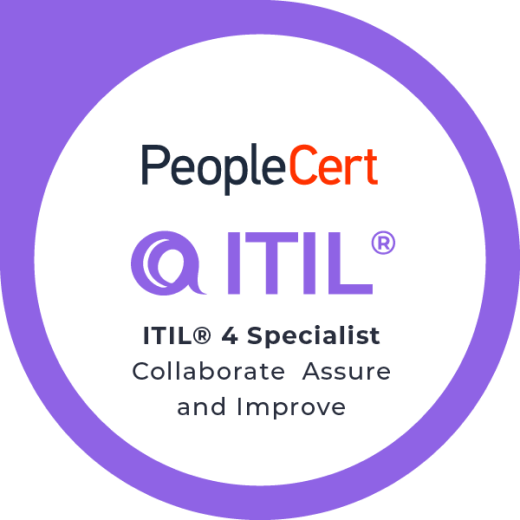 PeopleCert
ITIL®
ITIL® 4 Specialist
Collaborate Assure
and Improve